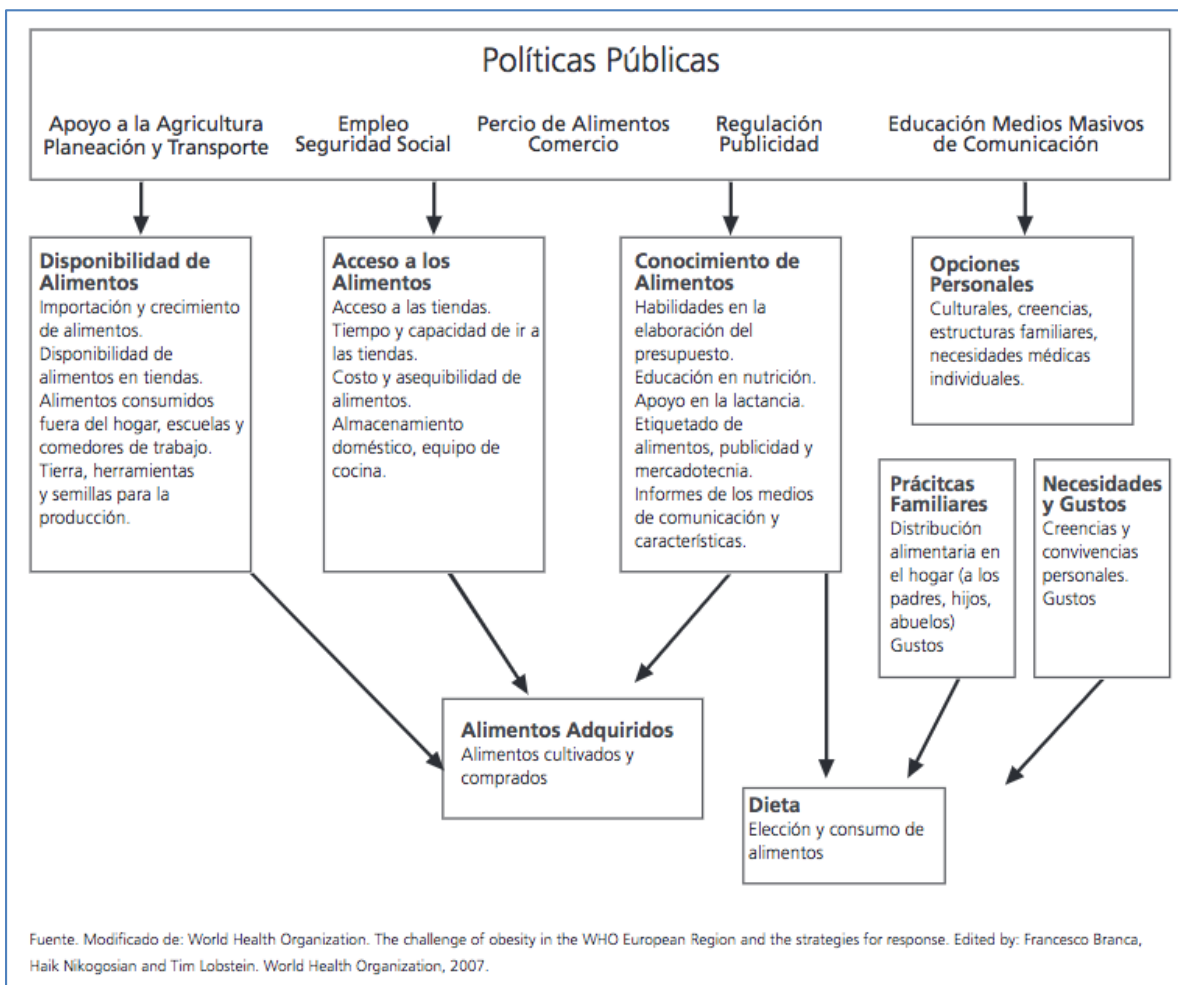 Políticas Públicas
Apoyo a la Agricultura
Planeación y Transporte
Empleo
Seguridad Social
Percio de Alimentos
Comercio
Regulación
Publicidad
Educación Medios Masivos
de Comunicación
Disponibilidad de
Alimentos
Importación y crecimiento
de alimentos.
Disponibilidad de
alimentos en tiendas.
Alimentos consumidos
fuera del hogar, escuelas y
comedores de trabajo.
Tierra, herramientas
y semillas para la
producción.
Acceso a los
Alimentos
Acceso a las tiendas.
Tiempo y capacidad de ir a
las tiendas.
Costo y asequibilidad de
alimentos.
Almacenamiento
doméstico, equipo de
cocina.
Conocimiento de
Alimentos
Habilidades en la
elaboración del
presupuesto.
Educación en nutrición.
Apoyo en la lactancia.
Etiquetado de
alimentos, publicidad y
mercadotecnia.
Informes de los medios
de comunicación y
características.
Opciones
Personales
Culturales, creencias,
estructuras familiares,
necesidades médicas
individuales.
Prácitcas
Familiares
Distribución
alimentaria en
el hogar (a los
padres, hijos,
abuelos)
Gustos
Necesidades
y Gustos
Creencias y
convivencias
personales.
Gustos
Alimentos Adquiridos
Alimentos cultivados y
comprados
Dieta
Elección y consumo de
alimentos
Fuente. Modificado de: World Health Organization. The challenge of obesity in the WHO European Region and the strategies for response. Edited by: Francesco Branca,
Haik Nikogosian and Tim Lobstein. World Health Organization, 2007.